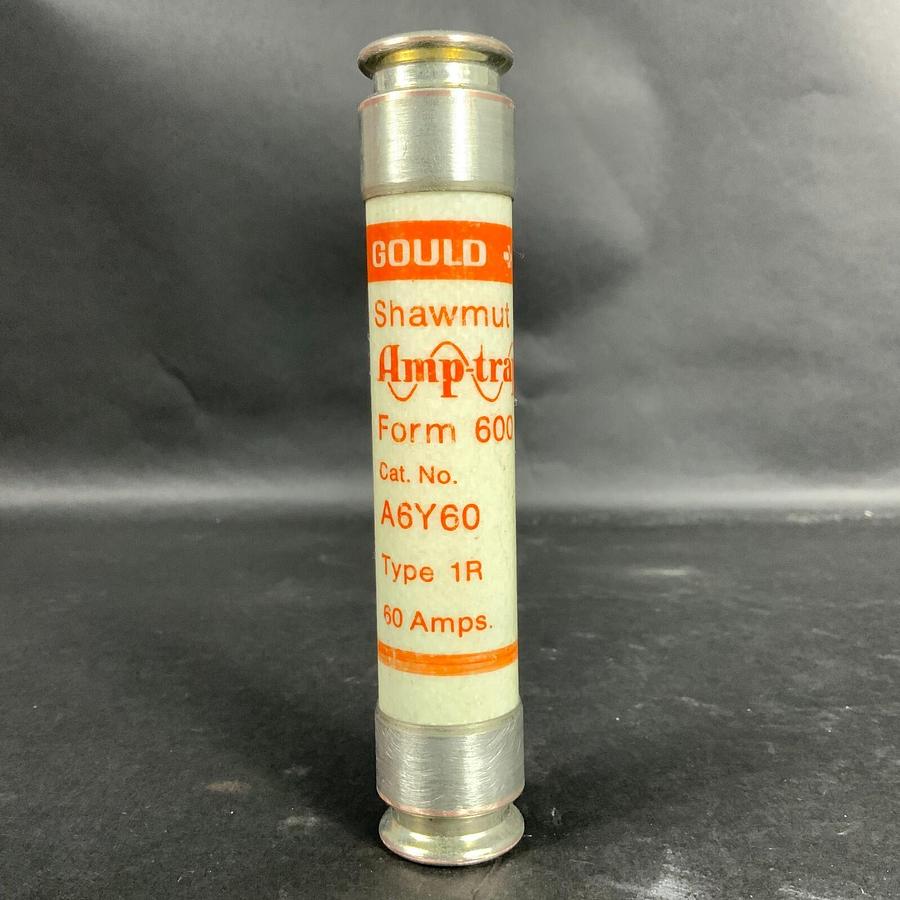 GOULD
Shawmut
Amp-tra
Form 600
Cat. No.
A6Y60
Type 1R
60 Amps.